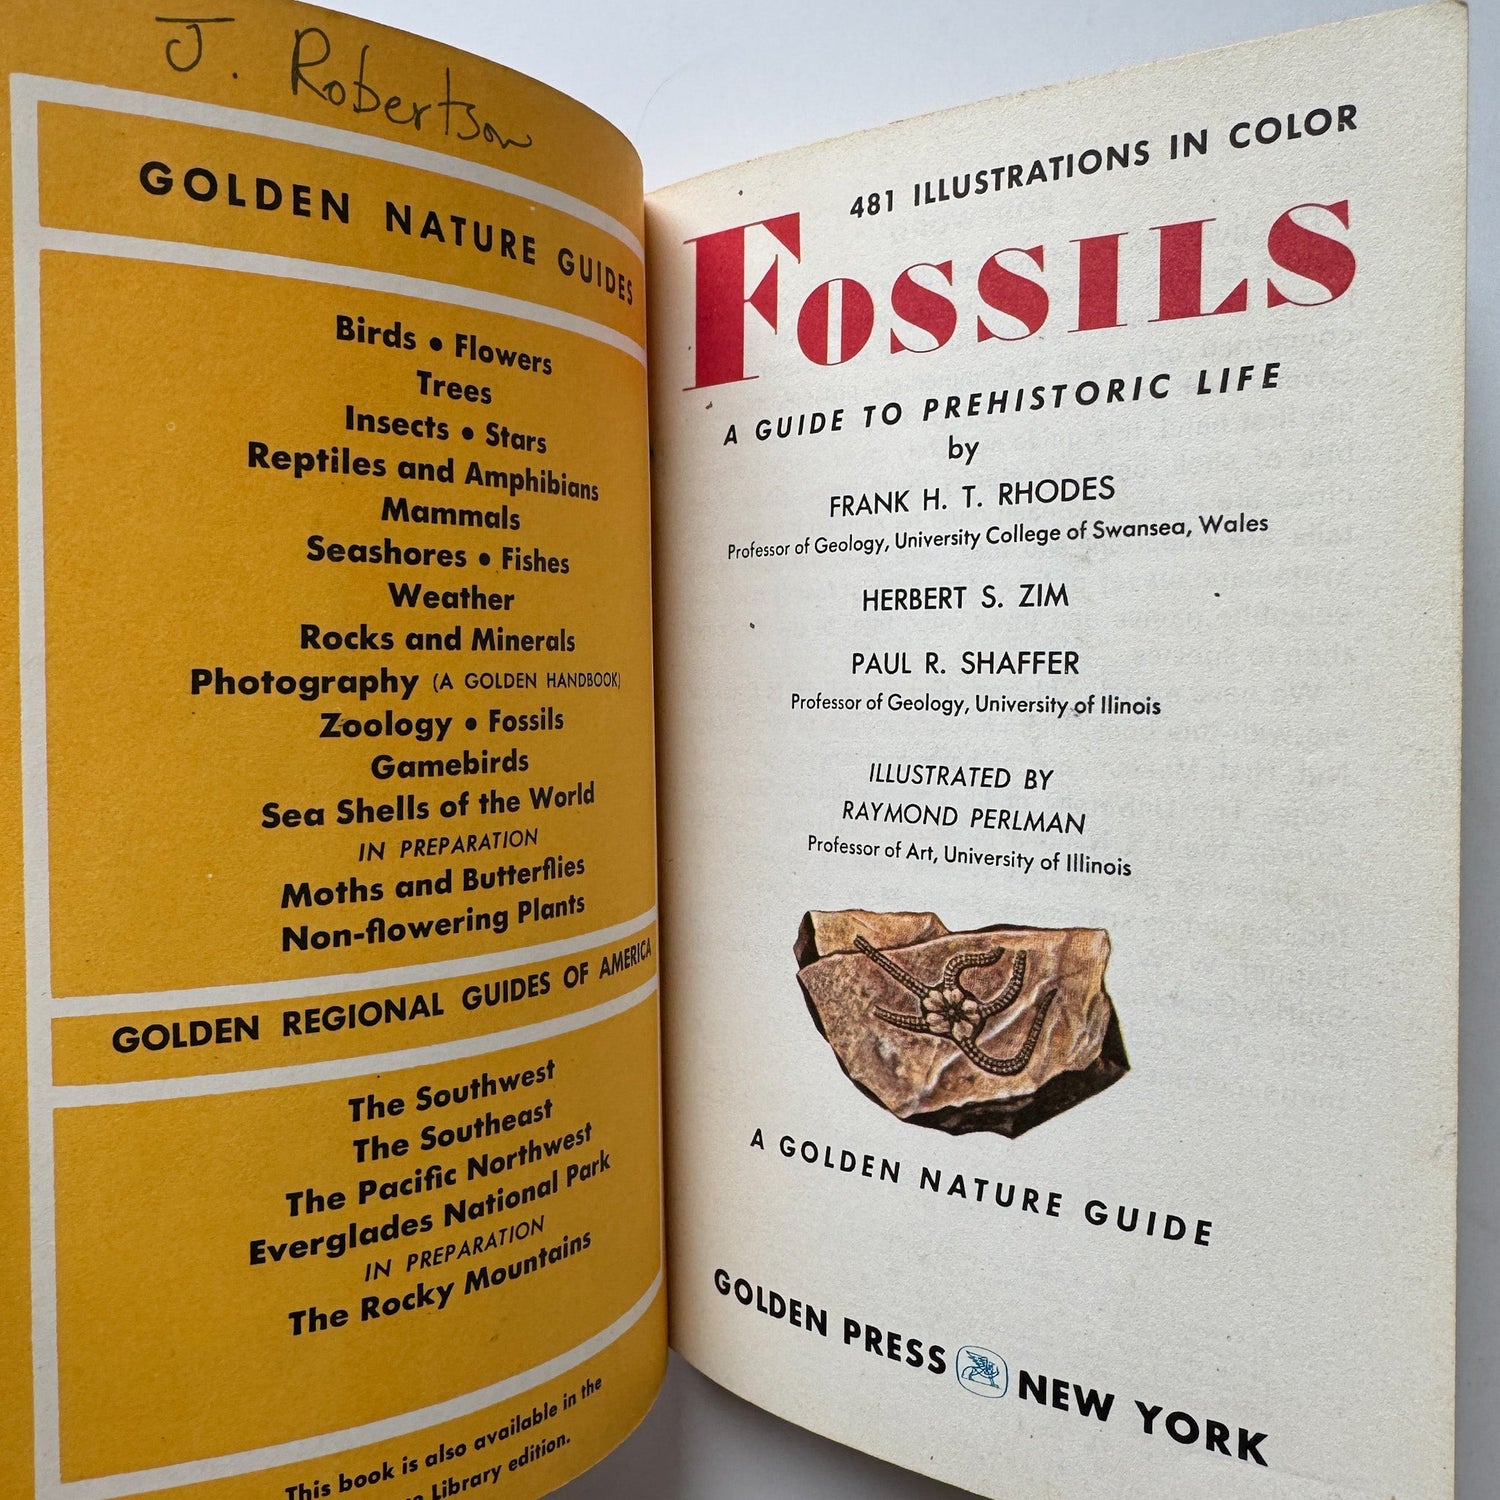 J. Robertson
GOLDEN NATURE GUIDES
Birds • Flowers
Trees
Insects • Stars
Reptiles and Amphibians
Mammals
Seashores • Fishes
Weather
Rocks and Minerals
Photography (A GOLDEN HANDBOOK)
Zoology • Fossils
Gamebirds
Sea Shells of the World
IN PREPARATION
Moths and Butterflies
Non-flowering Plants
GOLDEN REGIONAL GUIDES OF AMERICA
The Southwest
The Southeast
The Pacific Northwest
Everglades National Park
IN PREPARATION
The Rocky Mountains
This book is also available in the
Library edition.
481 ILLUSTRATIONS IN COLOR
FOSSILS
A GUIDE TO PREHISTORIC LIFE
by
FRANK H. T. RHODES
Professor of Geology, University College of Swansea, Wales
HERBERT S. ZIM
PAUL R. SHAFFER
Professor of Geology, University of Ilinois
ILLUSTRATED BY
RAYMOND PERLMAN
Professor of Art, University of Illinois
A GOLDEN NATURE GUIDE
GOLDEN PRESS NEW YORK